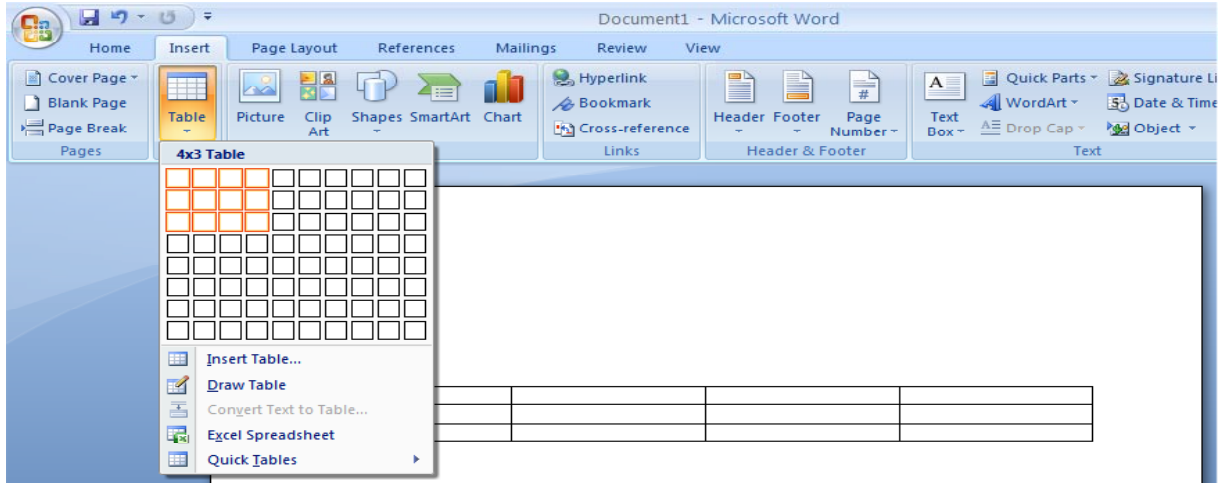 Document1 - Microsoft Word
Home Insert Page Layout References Mailings Review View
Cover Page
Blank Page
Page Break
Pages
Table
Picture
Clip Art
Shapes
SmartArt
Chart
Hyperlink
Bookmark
Cross-reference
Links
Header
Footer
Page Number
Header & Footer
A
Text Box
Quick Parts
WordArt
Drop Cap
Signature Li
Date & Time
Object
Text
4x3 Table
Insert Table...
Draw Table
Convert Text to Table...
Excel Spreadsheet
Quick Tables